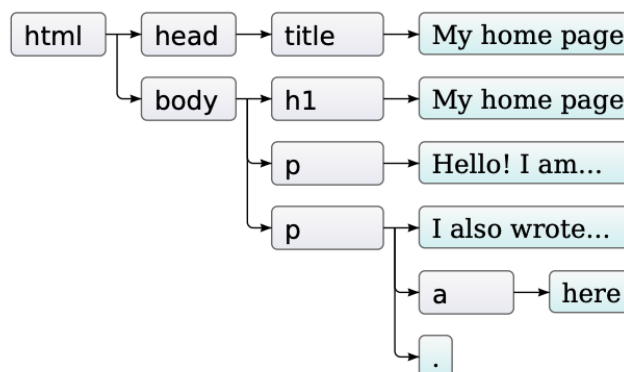 html head title My home page
body h1 My home page
p Hello! I am...
p I also wrote...
a here
.